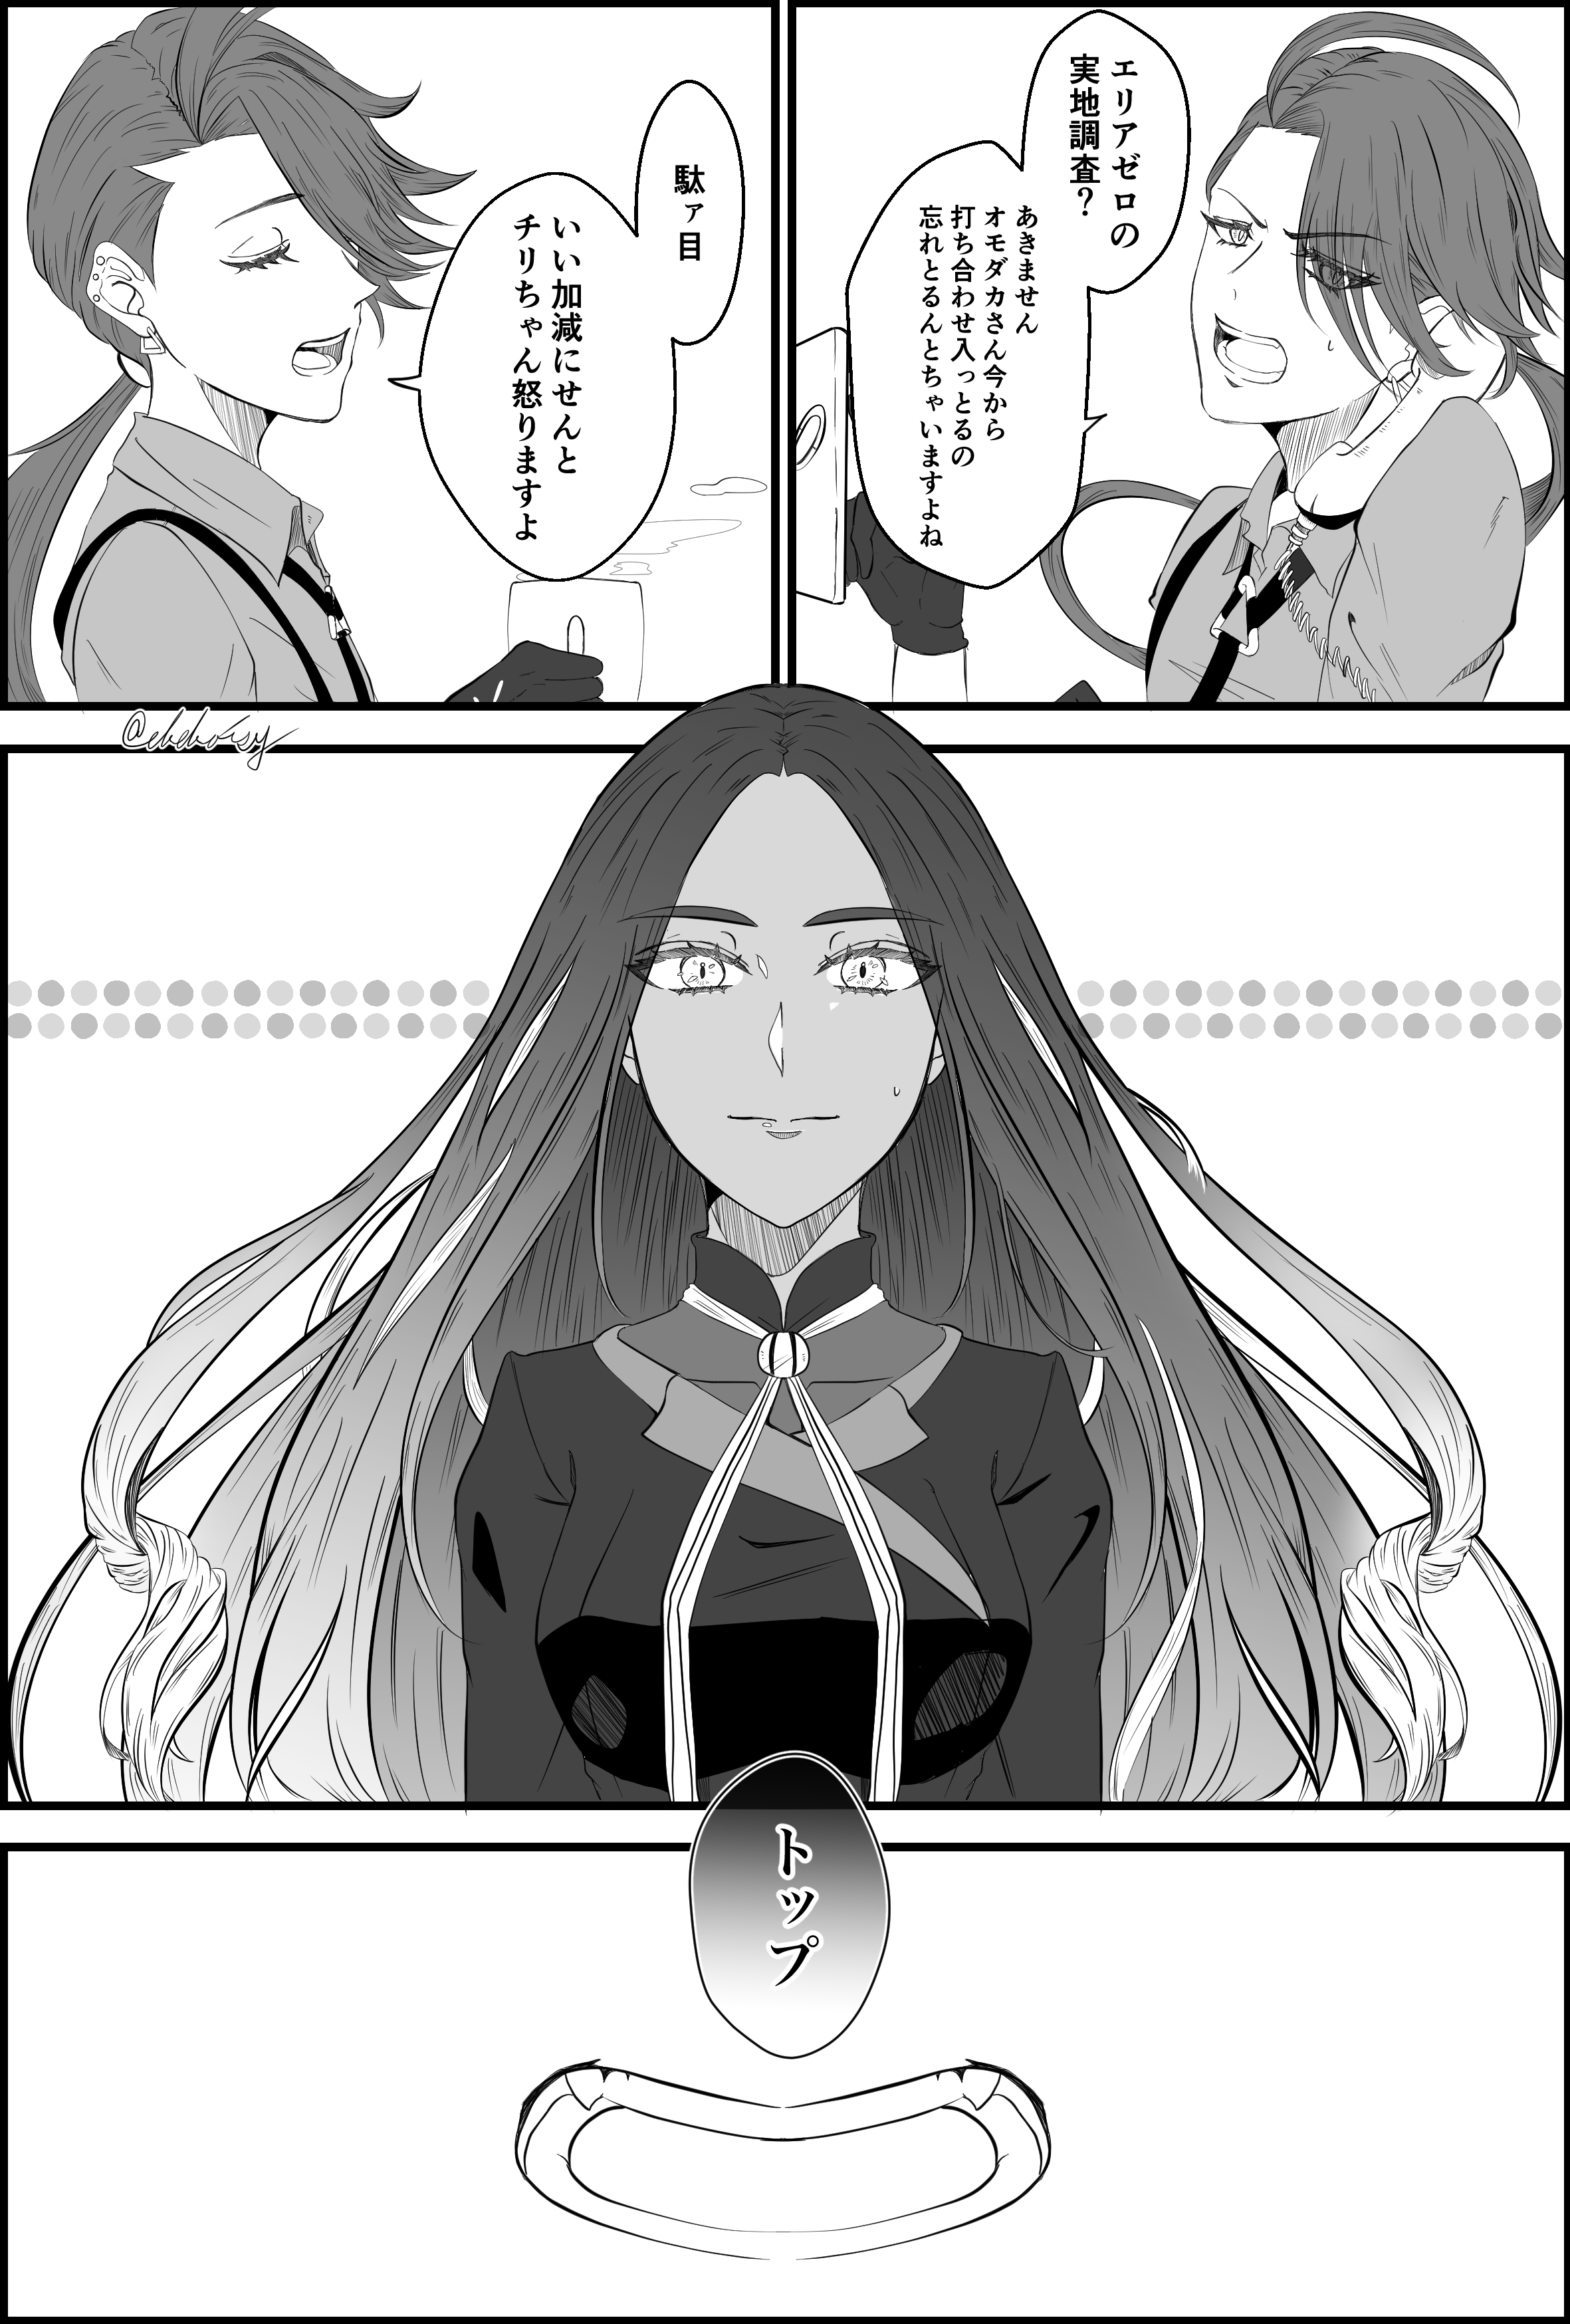 エリアゼロの
実地調査?
あきません
オモダカさん今から
打ち合わせ入っとるの
忘れとるんとちゃいますよね
駄ァ目
いい加減にせんと
チリちゃん怒りますよ
トップ